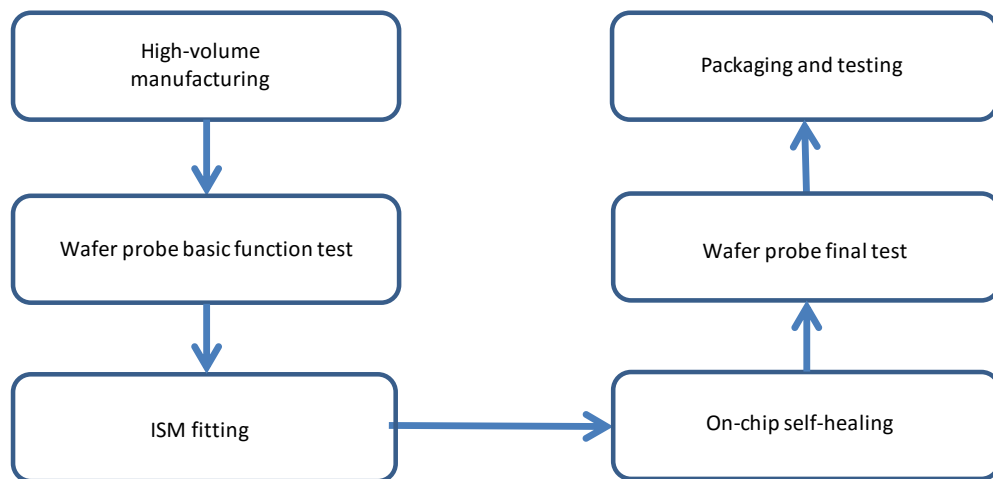 High-volume
manufacturing
Wafer probe basic function test
ISM fitting
On-chip self-healing
Wafer probe final test
Packaging and testing